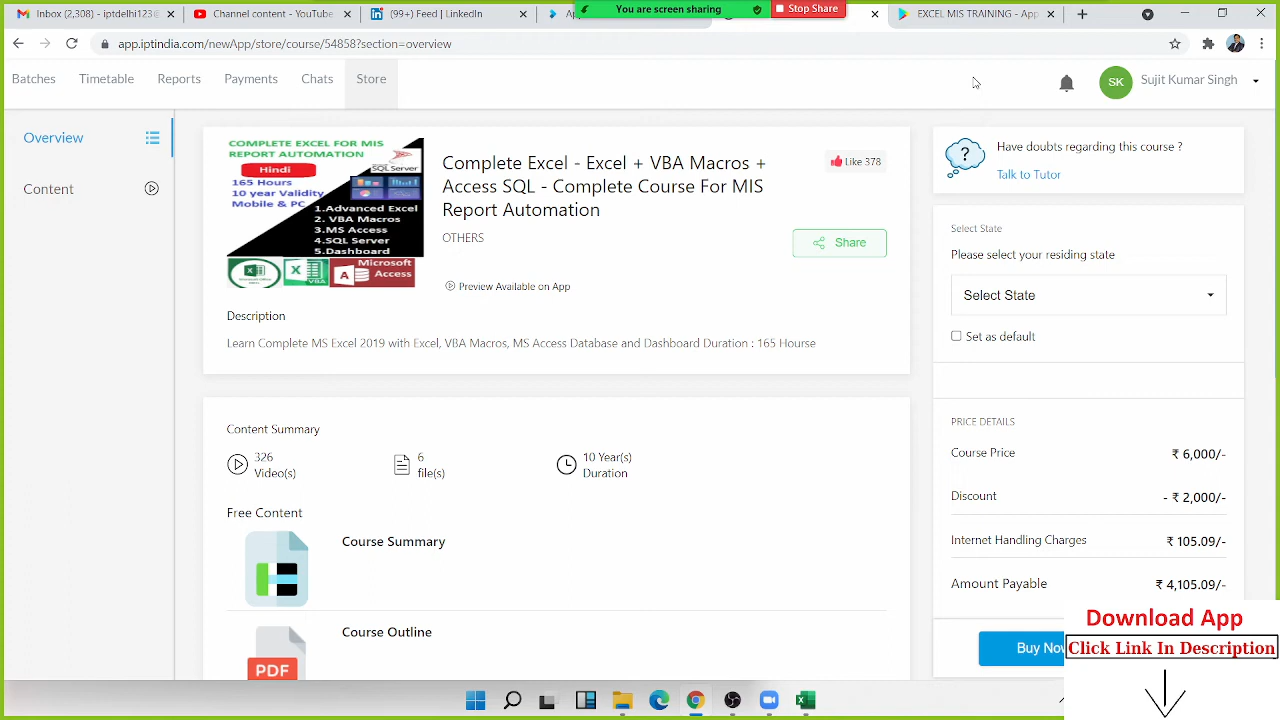 Inbox (2,308) - iptdelhi123@
Channel content - YouTube
(99+) Feed | LinkedIn
You are screen sharing
Stop Share
EXCEL MIS TRAINING - App
app.iptindia.com/newApp/store/course/54858?section=overview
Batches
Timetable
Reports
Payments
Chats
Store
SK
Sujit Kumar Singh
Overview
Content
COMPLETE EXCEL FOR MIS
REPORT AUTOMATION
Hindi
165 Hours
10 year Validity
Mobile & PC
SQL Server
1.Advanced Excel
2. VBA Macros
3.MS Access
4.SQL Server
5.Dashboard
VBA
Microsoft
Access
Complete Excel - Excel + VBA Macros +
Access SQL - Complete Course For MIS
Report Automation
OTHERS
Like 378
Share
Preview Available on App
Description
Learn Complete MS Excel 2019 with Excel, VBA Macros, MS Access Database and Dashboard Duration : 165 Hourse
Have doubts regarding this course ?
Talk to Tutor
Select State
Please select your residing state
Select State
Set as default
PRICE DETAILS
Course Price
₹ 6,000/-
Discount
- ₹ 2,000/-
Internet Handling Charges
₹ 105.09/-
Amount Payable
₹ 4,105.09/-
Buy Now
Content Summary
326
Video(s)
6
file(s)
10 Year(s)
Duration
Free Content
Course Summary
Course Outline
PDF
Download App
Click Link In Description